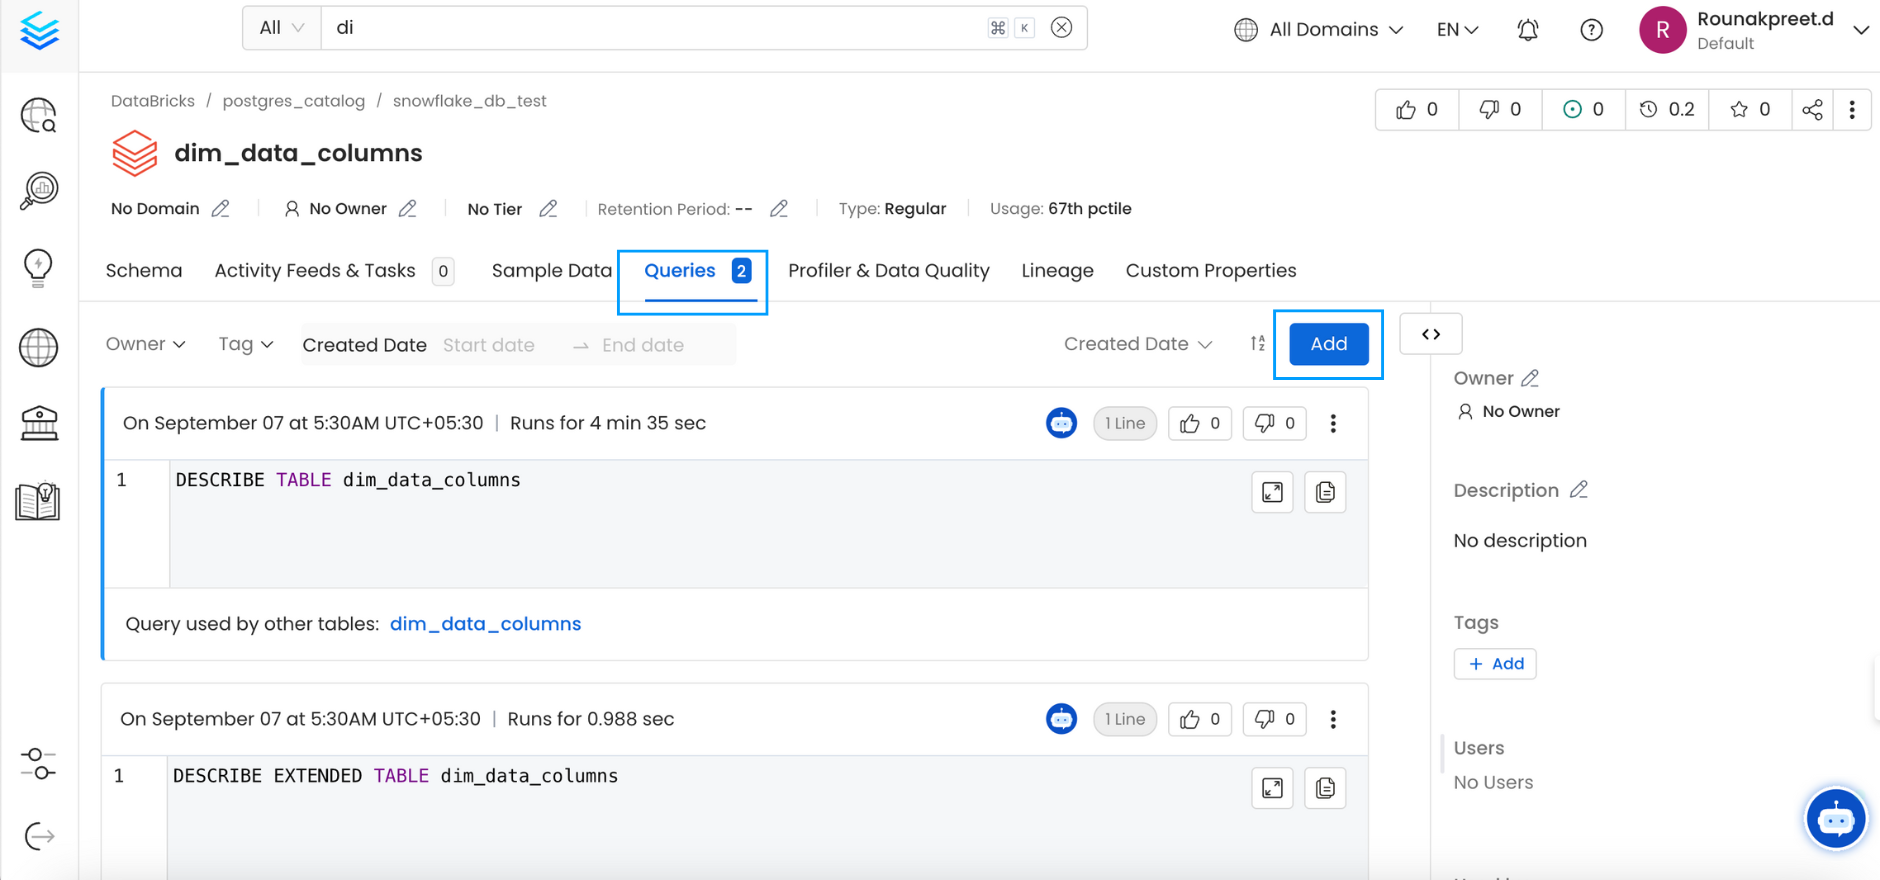 All di ⌘ K All Domains EN R Rounakpreet.d
Default
DataBricks / postgres_catalog / snowflake_db_test
0 0 0 0.2 0
dim_data_columns
No Domain No Owner No Tier Retention Period: -- Type: Regular Usage: 67th pctile
Schema Activity Feeds & Tasks 0 Sample Data Queries 2 Profiler & Data Quality Lineage Custom Properties
Owner Tag Created Date Start date → End date Created Date Add
Owner
No Owner
On September 07 at 5:30AM UTC+05:30 | Runs for 4 min 35 sec 1 Line 0 0
1 DESCRIBE TABLE dim_data_columns
Description
No description
Query used by other tables: dim_data_columns
Tags
+ Add
On September 07 at 5:30AM UTC+05:30 | Runs for 0.988 sec 1 Line 0 0
Users
No Users
1 DESCRIBE EXTENDED TABLE dim_data_columns